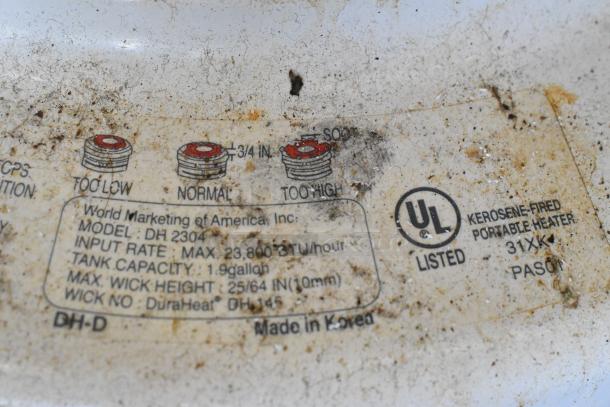 SOOT
3/4 IN.
TOO LOW
NORMAL
TOO HIGH
World Marketing of America, Inc.
MODEL : DH 2304
INPUT RATE : MAX. 23,800 BTU/hour
TANK CAPACITY : 1.9gallon
MAX. WICK HEIGHT : 25/64 IN(10mm)
WICK NO : DuraHeat® DH-145
DH-D
Made in Korea
UL
LISTED
KEROSENE-FIRED
PORTABLE HEATER
31XK